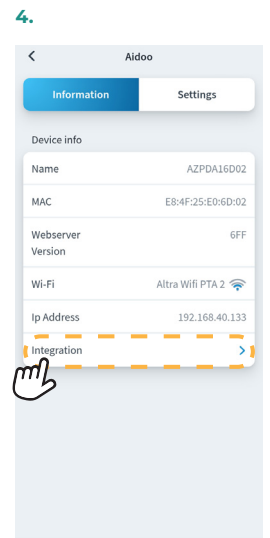 4.
Aidoo
Information Settings
Device info
Name AZPDA16D02
MAC E8:4F:25:E0:6D:02
Webserver 6FF
Version
Wi-Fi Altra Wifi PTA 2
Ip Address 192.168.40.133
Integration